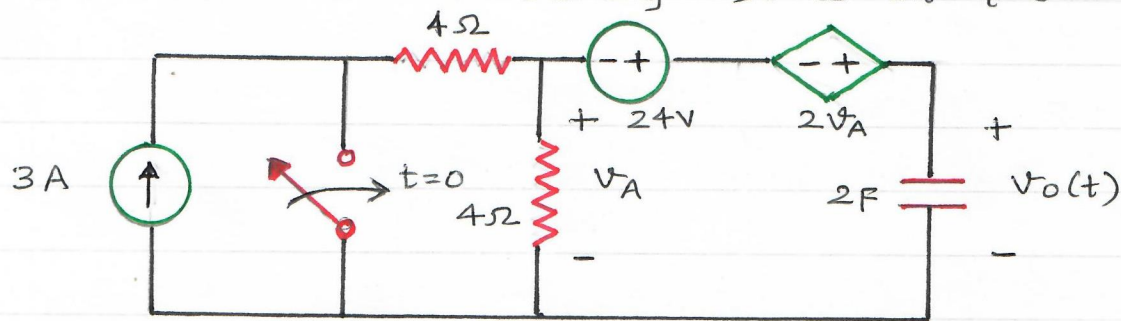 4Ω
- +
- +
+ 24V
2vA
+
3A
t=0
vA
2F
vo(t)
4Ω
-
-